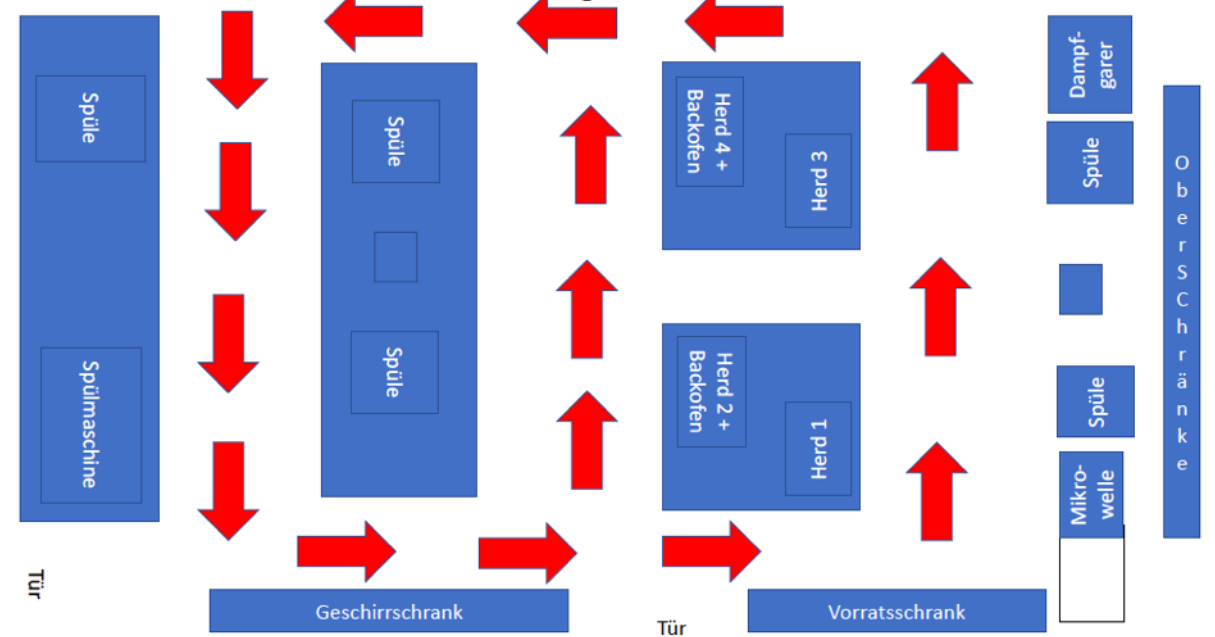 Spüle
Spülmaschine
Tür
Spüle
Spüle
Geschirrschrank
Herd 4 +
Backofen
Herd 3
Herd 2 +
Backofen
Herd 1
Tür
Vorratsschrank
Dampf-
garer
Spüle
Spüle
Mikro-
welle
OberSChränke